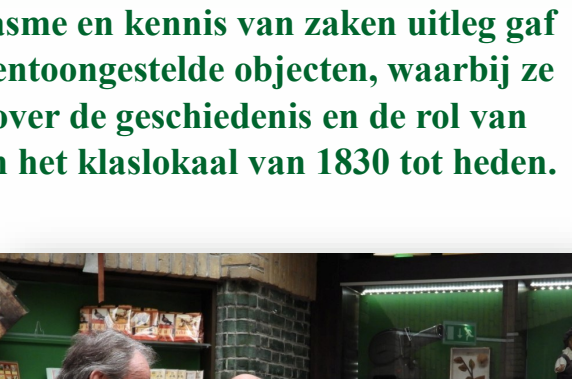 asme en kennis van zaken uitleg gaf
entoongestelde objecten, waarbij ze
over de geschiedenis en de rol van
n het klaslokaal van 1830 tot heden.